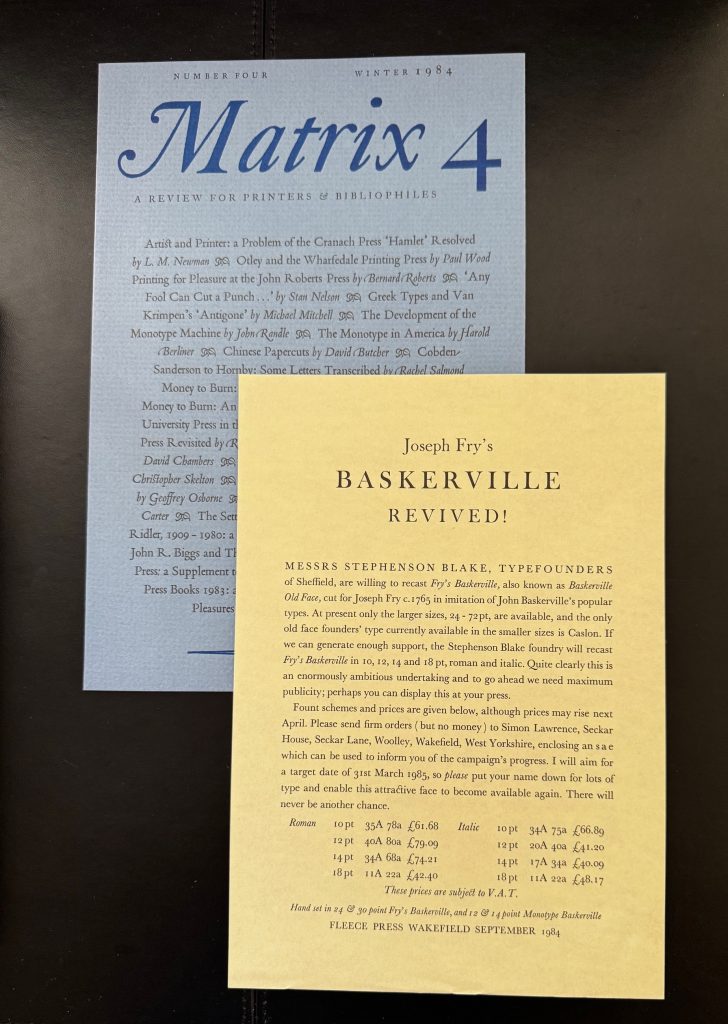 NUMBER FOUR WINTER 1984
Matrix 4
A REVIEW FOR PRINTERS & BIBLIOPHILES
Artist and Printer: a Problem of the Cranach Press ‘Hamlet’ Resolved
by L. M. Newman Otley and the Wharfedale Printing Press by Paul Wood
Printing for Pleasure at the John Roberts Press by Bernard Roberts ‘Any
Fool Can Cut a Punch . . .’ by Stan Nelson Greek Types and Van
Krimpen’s ‘Antigone’ by Michael Mitchell The Development of the
Monotype Machine by John Randle The Monotype in America by Harold
Berliner Chinese Papercuts by David Butcher Cobden-
Sanderson to Hornby: Some Letters Transcribed by Rachel Salmond
Money to Burn:
Money to Burn: An
University Press in
Press Revisited by
David Chambers
Christopher Skelton
by Geoffrey Osborne
Carter The
Ridler, 1909 – 1980: a
John R. Biggs and
Press: a Supplement
Press Books 1983:
Pleasures
Joseph Fry’s
BASKERVILLE
REVIVED!
MESSRS STEPHENSON BLAKE, TYPEFOUNDERS
of Sheffield, are willing to recast Fry’s Baskerville, also known as Baskerville
Old Face, cut for Joseph Fry c.1765 in imitation of John Baskerville’s popular
types. At present only the larger sizes, 24 - 72pt, are available, and the only
old face founders’ type currently available in the smaller sizes is Caslon. If
we can generate enough support, the Stephenson Blake foundry will recast
Fry’s Baskerville in 10, 12, 14 and 18 pt, roman and italic. Quite clearly this is
an enormously ambitious undertaking and to go ahead we need maximum
publicity; perhaps you can display this at your press.
Fount schemes and prices are given below, although prices may rise next
April. Please send firm orders ( but no money ) to Simon Lawrence, Seckar
House, Seckar Lane, Woolley, Wakefield, West Yorkshire, enclosing an s a e
which can be used to inform you of the campaign’s progress. I will aim for
a target date of 31st March 1985, so please put your name down for lots of
type and enable this attractive face to become available again. There will
never be another chance.
Roman 10 pt 35A 78a £61.68 Italic 10 pt 34A 75a £66.89
12 pt 40A 80a £79.09 12 pt 20A 40a £41.20
14 pt 34A 68a £74.21 14 pt 17A 34a £40.09
18 pt 11A 22a £42.40 18 pt 11A 22a £48.17
These prices are subject to V.A.T.
Hand set in 24 & 30 point Fry’s Baskerville, and 12 & 14 point Monotype Baskerville
FLEECE PRESS WAKEFIELD SEPTEMBER 1984